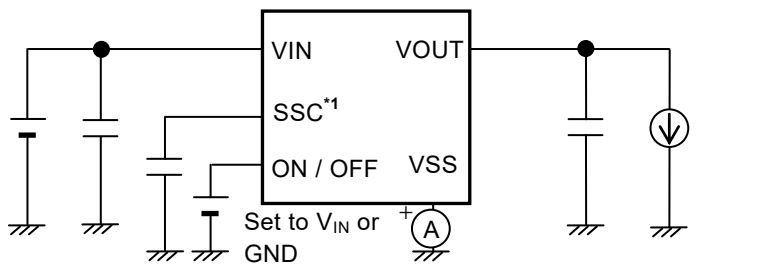 VIN
VOUT
SSC*1
ON / OFF
VSS
Set to VIN or
GND
+
A